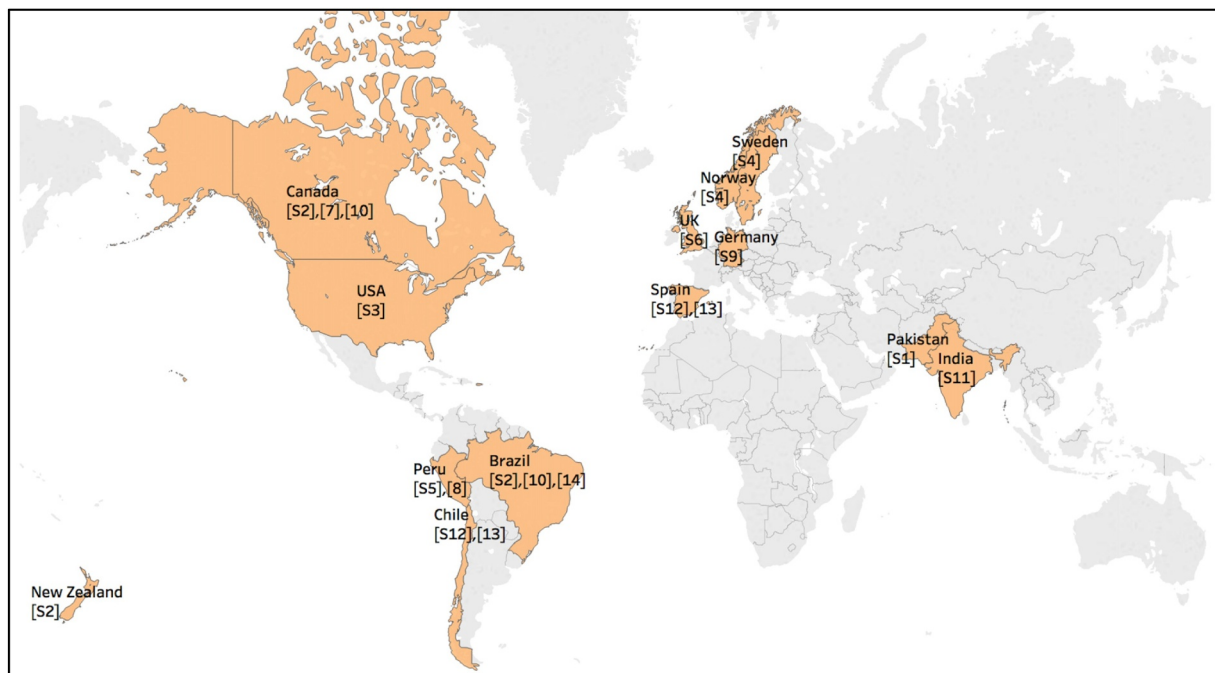 Sweden
[S4]
Norway
[S4]
Canada
[S2],[7],[10]
UK
[S6]
Germany
[S9]
USA
[S3]
Spain
[S12],[13]
Pakistan
[S1]
India
[S11]
Peru
[S5],[8]
Brazil
[S2],[10],[14]
Chile
[S12],[13]
New Zealand
[S2]